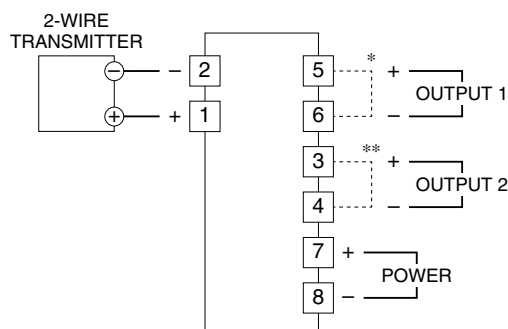 2-WIRE
TRANSMITTER
− − 2
+ + 1
5 * +
OUTPUT 1
6 −
3 ** +
OUTPUT 2
4 −
7 +
POWER
8 −